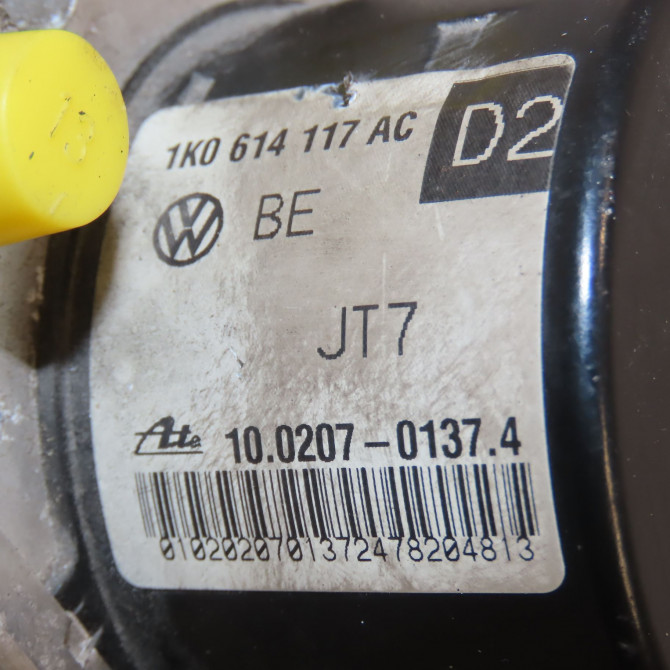 1K0 614 117 AC
D2
BE
JT7
Ate 10.0207-0137.4
0102020701372478204813